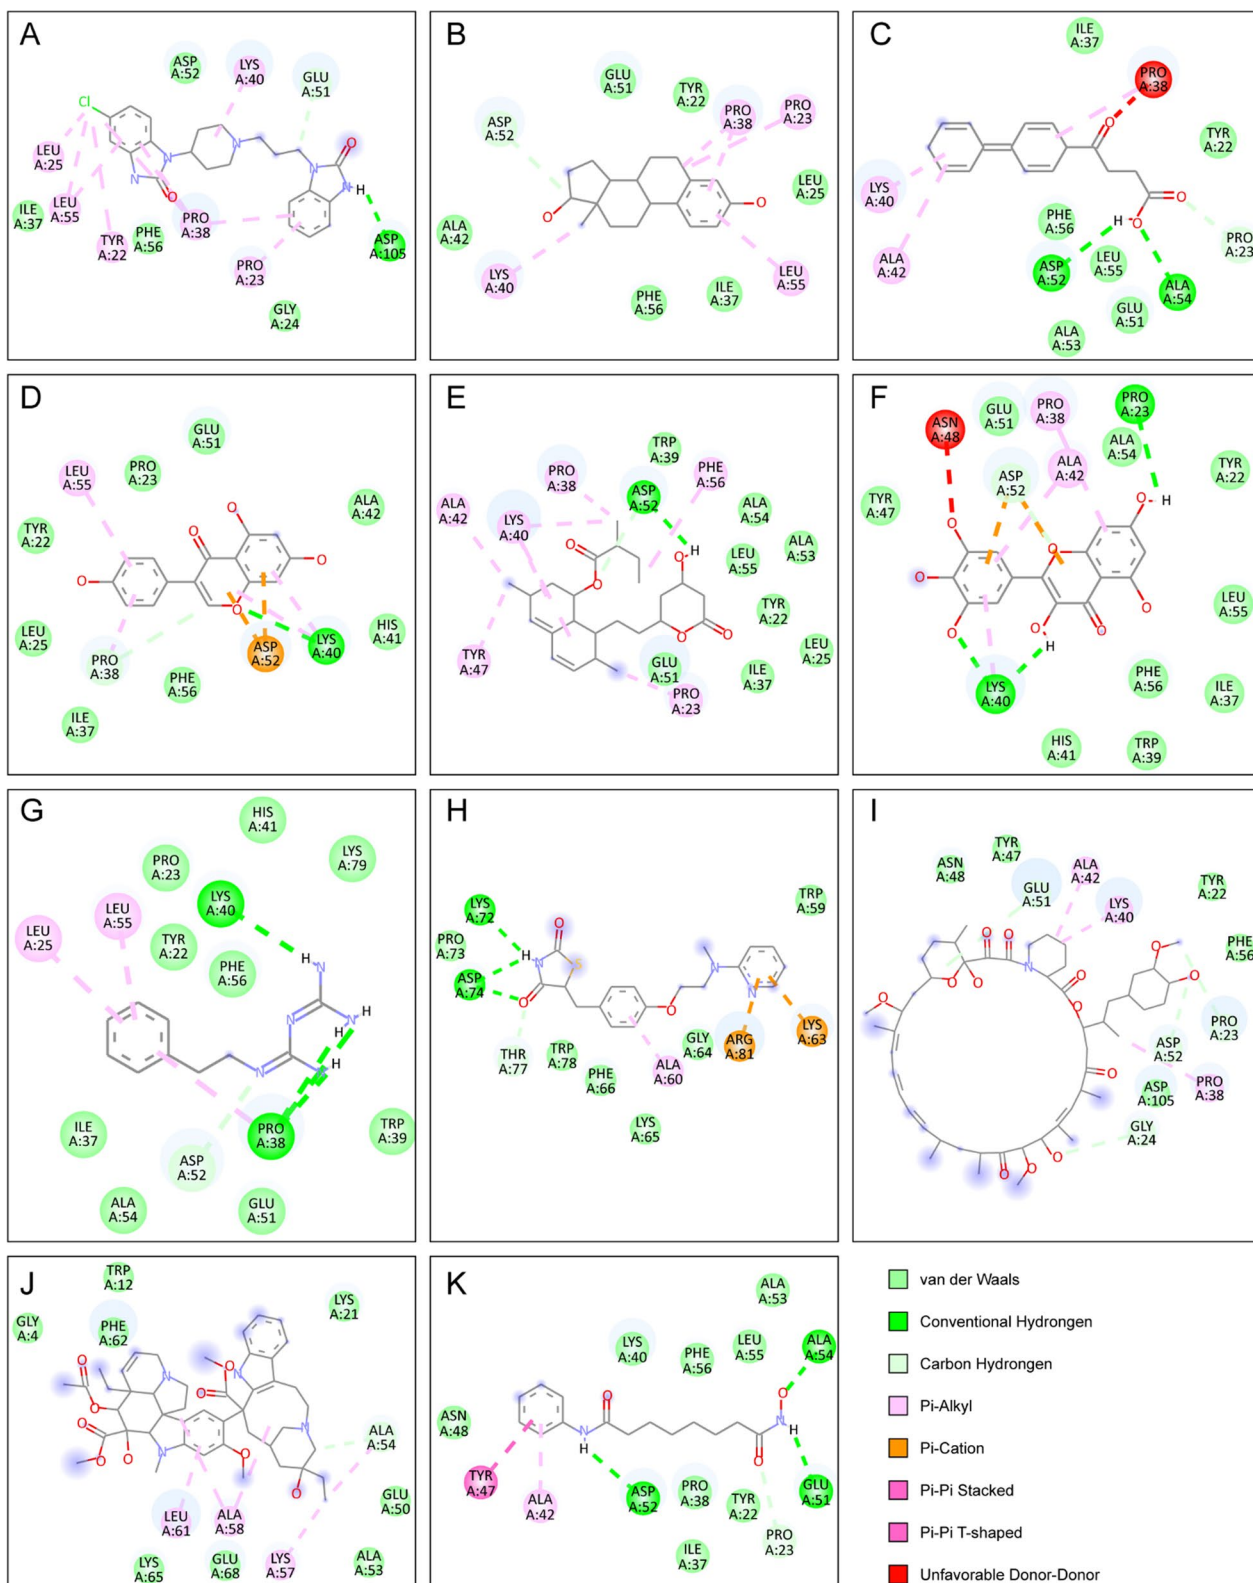 A
ASP
A:52
LYS
A:40
GLU
A:51
Cl
LEU
A:25
N
N
N
O
ILE
A:37
LEU
A:55
N
O
N
H
TYR
A:22
PHE
A:56
PRO
A:38
PRO
A:23
ASP
A:105
GLY
A:24
B
GLU
A:51
TYR
A:22
PRO
A:38
PRO
A:23
ASP
A:52
LEU
A:25
O
O
ALA
A:42
LYS
A:40
PHE
A:56
ILE
A:37
LEU
A:55
C
ILE
A:37
PRO
A:38
O
TYR
A:22
LYS
A:40
O
PHE
A:56
H
O
PRO
A:23
ALA
A:42
ASP
A:52
LEU
A:55
ALA
A:54
GLU
A:51
ALA
A:53
D
GLU
A:51
LEU
A:55
PRO
A:23
ALA
A:42
O
TYR
A:22
O
O
O
O
LEU
A:25
PRO
A:38
ASP
A:52
LYS
A:40
HIS
A:41
PHE
A:56
ILE
A:37
E
TRP
A:39
PRO
A:38
ASP
A:52
PHE
A:56
ALA
A:42
LYS
A:40
ALA
A:54
ALA
A:53
O
H
O
LEU
A:55
O
TYR
A:22
TYR
A:47
O
O
LEU
A:25
GLU
A:51
ILE
A:37
PRO
A:23
F
ASN
A:48
GLU
A:51
PRO
A:38
PRO
A:23
ALA
A:54
ASP
A:52
ALA
A:42
TYR
A:22
TYR
A:47
O
H
O
O
O
O
O
O
H
O
LEU
A:55
LYS
A:40
PHE
A:56
ILE
A:37
HIS
A:41
TRP
A:39
G
HIS
A:41
LYS
A:79
PRO
A:23
LYS
A:40
LEU
A:55
LEU
A:25
TYR
A:22
PHE
A:56
H
N
N
N
H
H
H
N
N
ILE
A:37
PRO
A:38
TRP
A:39
ASP
A:52
ALA
A:54
GLU
A:51
H
LYS
A:72
O
TRP
A:59
PRO
A:73
H
N
S
N
ASP
A:74
O
O
N
THR
A:77
TRP
A:78
PHE
A:66
ALA
A:60
GLY
A:64
ARG
A:81
LYS
A:63
LYS
A:65
I
ASN
A:48
TYR
A:47
GLU
A:51
ALA
A:42
LYS
A:40
TYR
A:22
PHE
A:56
O
O
O
O
N
O
O
O
O
O
PRO
A:23
ASP
A:52
O
ASP
A:105
PRO
A:38
GLY
A:24
O
O
O
J
TRP
A:12
LYS
A:21
GLY
A:4
PHE
A:62
O
O
N
O
O
N
O
O
O
O
N
O
N
O
ALA
A:54
GLU
A:50
LEU
A:61
ALA
A:58
LYS
A:65
GLU
A:68
LYS
A:57
ALA
A:53
K
ALA
A:53
LYS
A:40
PHE
A:56
LEU
A:55
ALA
A:54
O
O
ASN
A:48
N
H
N
H
O
TYR
A:47
ALA
A:42
ASP
A:52
PRO
A:38
TYR
A:22
GLU
A:51
PRO
A:23
ILE
A:37
van der Waals
Conventional Hydrongen
Carbon Hydrongen
Pi-Alkyl
Pi-Cation
Pi-Pi Stacked
Pi-Pi T-shaped
Unfavorable Donor-Donor